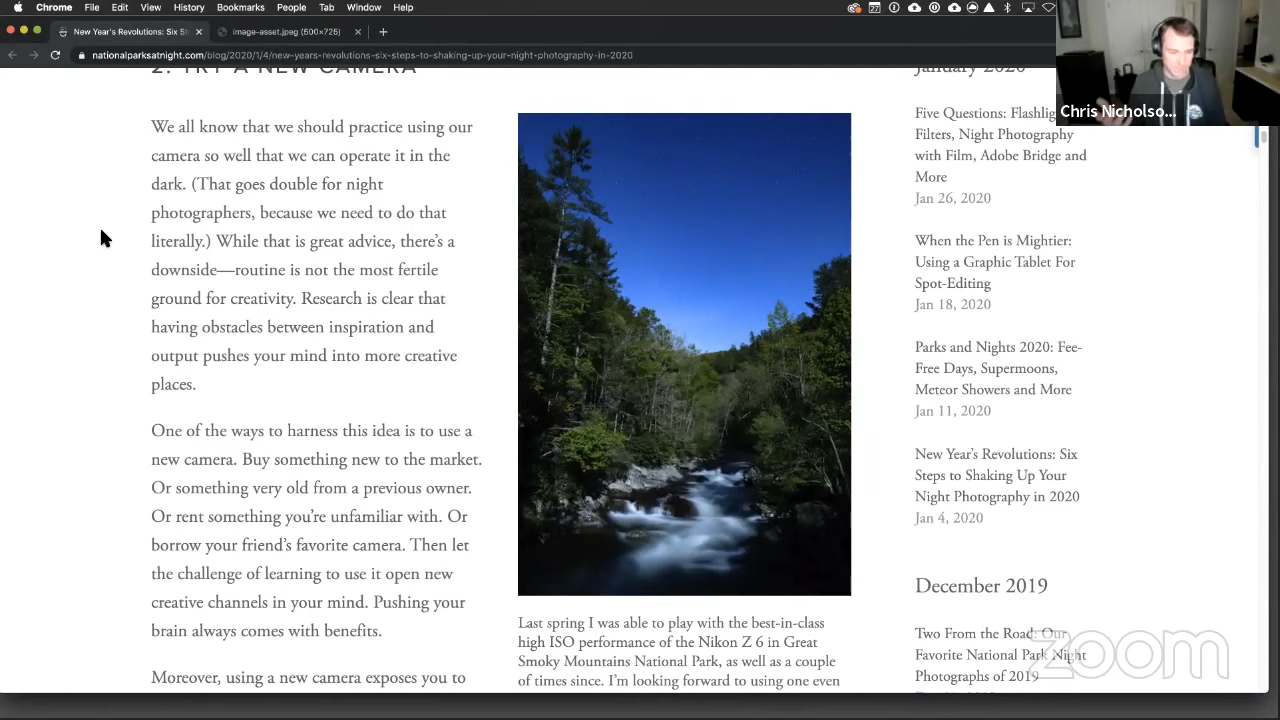 Chrome File Edit View History Bookmarks People Tab Window Help
New Year's Revolutions: Six St
image-asset.jpeg (500×725)
nationalparksatnight.com/blog/2020/1/4/new-years-revolutions-six-steps-to-shaking-up-your-night-photography-in-2020
2. TRY A NEW CAMERA
We all know that we should practice using our
camera so well that we can operate it in the
dark. (That goes double for night
photographers, because we need to do that
literally.) While that is great advice, there's a
downside—routine is not the most fertile
ground for creativity. Research is clear that
having obstacles between inspiration and
output pushes your mind into more creative
places.
One of the ways to harness this idea is to use a
new camera. Buy something new to the market.
Or something very old from a previous owner.
Or rent something you're unfamiliar with. Or
borrow your friend's favorite camera. Then let
the challenge of learning to use it open new
creative channels in your mind. Pushing your
brain always comes with benefits.
Moreover, using a new camera exposes you to
Last spring I was able to play with the best-in-class
high ISO performance of the Nikon Z 6 in Great
Smoky Mountains National Park, as well as a couple
of times since. I'm looking forward to using one even
January 2020
Five Questions: Flashlight
Filters, Night Photography
with Film, Adobe Bridge and
More
Jan 26, 2020
When the Pen is Mightier:
Using a Graphic Tablet For
Spot-Editing
Jan 18, 2020
Parks and Nights 2020: Fee-
Free Days, Supermoons,
Meteor Showers and More
Jan 11, 2020
New Year's Revolutions: Six
Steps to Shaking Up Your
Night Photography in 2020
Jan 4, 2020
December 2019
Two From the Road: Our
Favorite National Park Night
Photographs of 2019
Chris Nicholso...
zoom